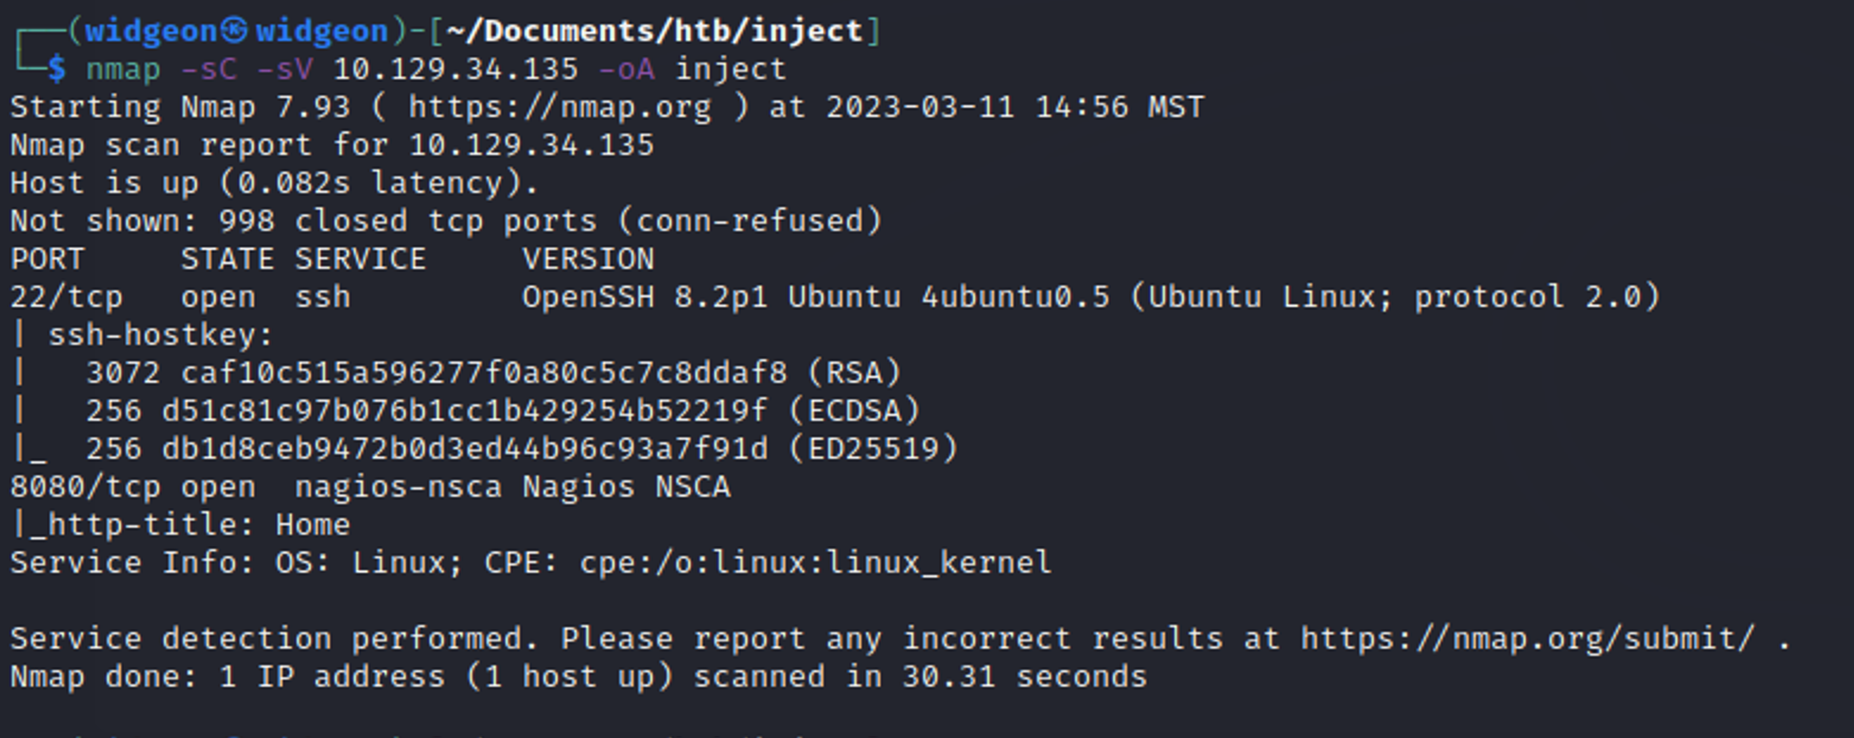 ┌──(widgeon㉿widgeon)-[~/Documents/htb/inject]
└─$ nmap -sC -sV 10.129.34.135 -oA inject
Starting Nmap 7.93 ( https://nmap.org ) at 2023-03-11 14:56 MST
Nmap scan report for 10.129.34.135
Host is up (0.082s latency).
Not shown: 998 closed tcp ports (conn-refused)
PORT     STATE SERVICE     VERSION
22/tcp   open  ssh         OpenSSH 8.2p1 Ubuntu 4ubuntu0.5 (Ubuntu Linux; protocol 2.0)
| ssh-hostkey:
|   3072 caf10c515a596277f0a80c5c7c8ddaf8 (RSA)
|   256 d51c81c97b076b1cc1b429254b52219f (ECDSA)
|_  256 db1d8ceb9472b0d3ed44b96c93a7f91d (ED25519)
8080/tcp open  nagios-nsca Nagios NSCA
|_http-title: Home
Service Info: OS: Linux; CPE: cpe:/o:linux:linux_kernel
Service detection performed. Please report any incorrect results at https://nmap.org/submit/ .
Nmap done: 1 IP address (1 host up) scanned in 30.31 seconds